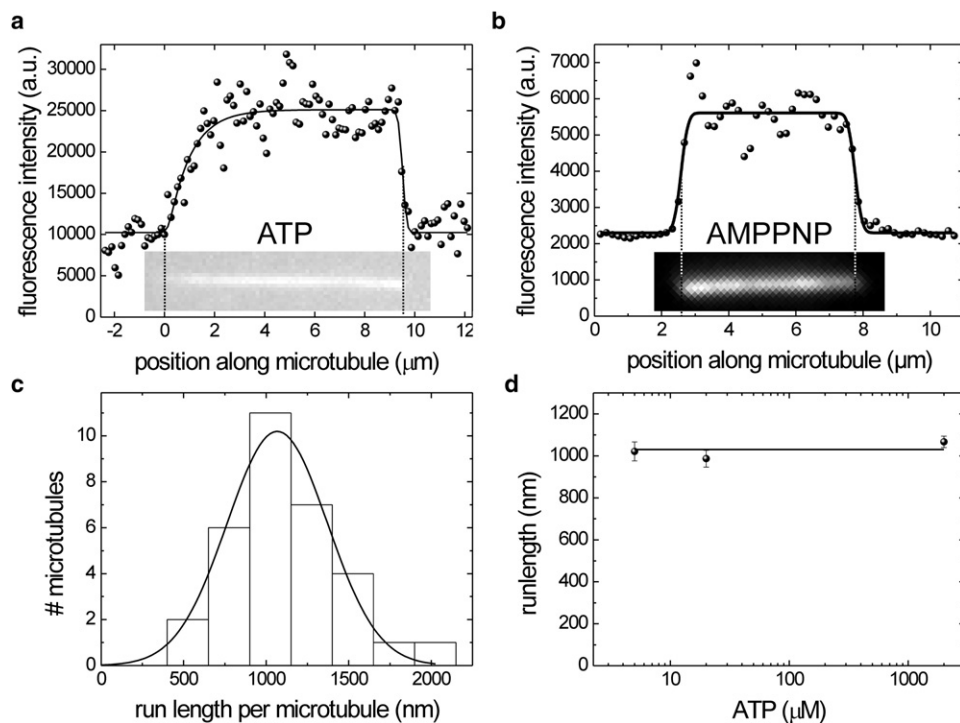 a
fluorescence intensity (a.u.)
30000
25000
20000
15000
10000
5000
0
ATP
-2 0 2 4 6 8 10 12
position along microtubule (μm)
b
fluorescence intensity (a.u.)
7000
6000
5000
4000
3000
2000
1000
0
AMPPNP
0 2 4 6 8 10
position along microtubule (μm)
c
# microtubules
10
8
6
4
2
0
0 500 1000 1500 2000
run length per microtubule (nm)
d
runlength (nm)
1200
1000
800
600
400
200
0
10 100 1000
ATP (μM)